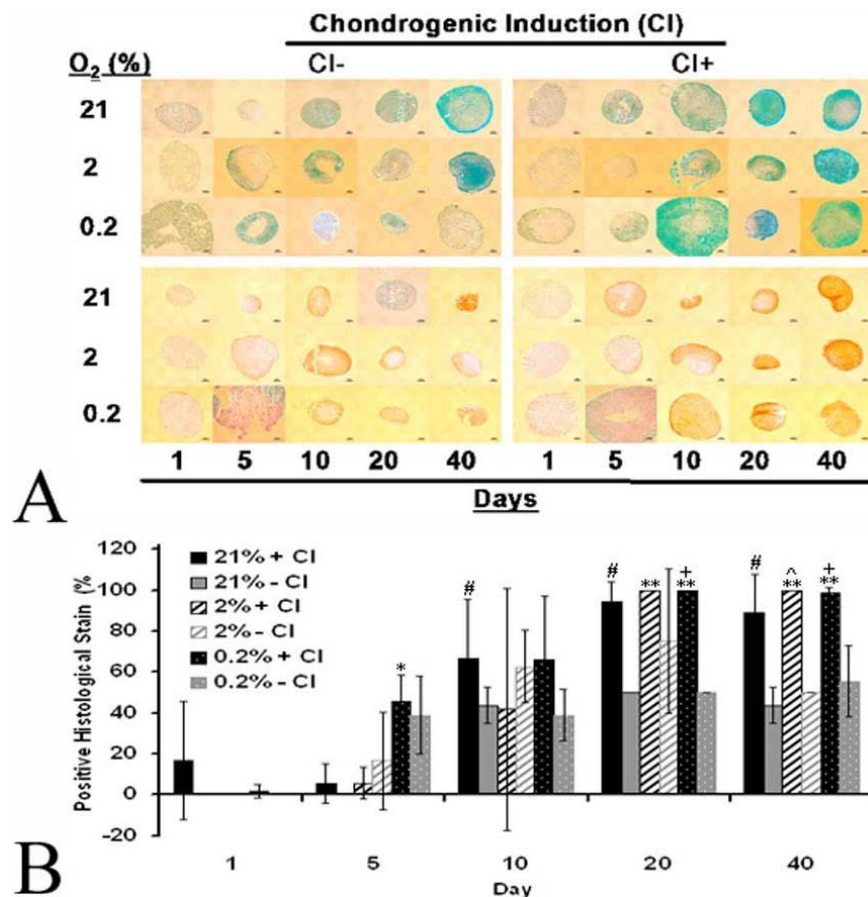 Chondrogenic Induction (CI)
O2 (%) CI- CI+
21
2
0.2
21
2
0.2
1 5 10 20 40 1 5 10 20 40
Days
A
120
100
80
60
40
20
0
-20
Positive Histological Stain (%
21% + CI
21% - CI
2% + CI
2% - CI
0.2% + CI
0.2% - CI
*
#
# ** + **
# ^ ** + **
1 5 10 20 40
Day
B